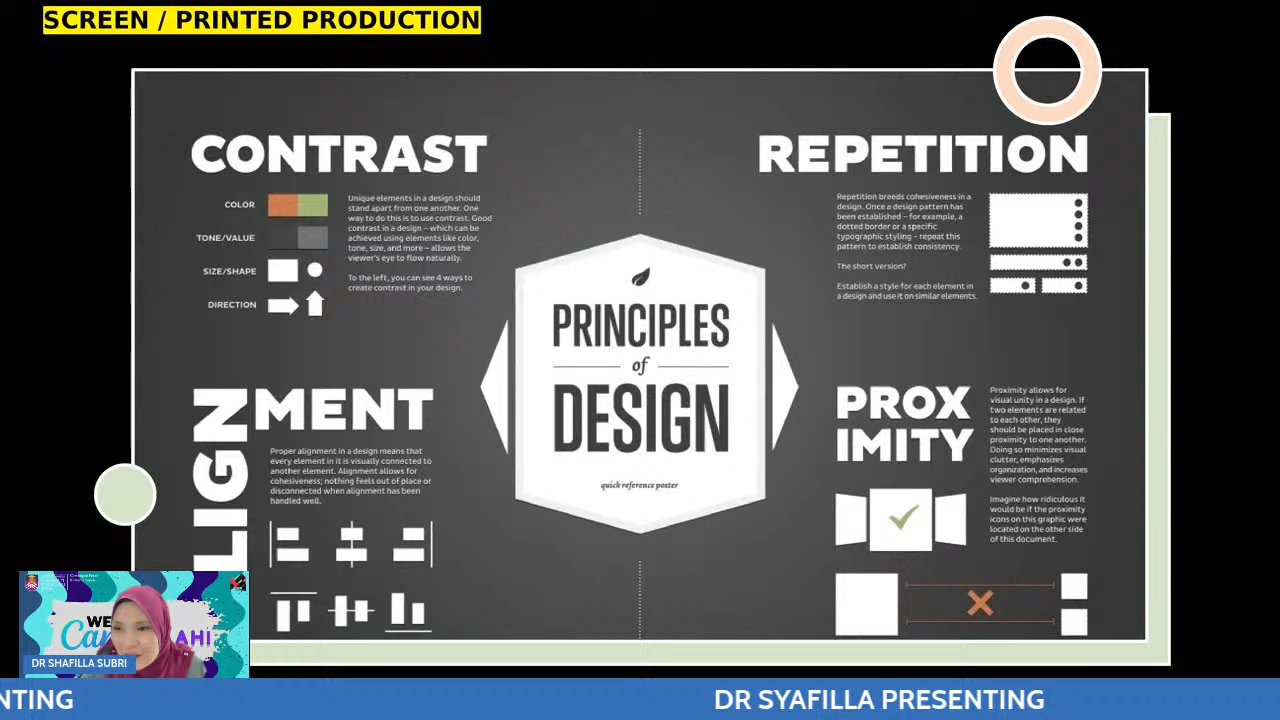 SCREEN / PRINTED PRODUCTION
CONTRAST
COLOR
TONE/VALUE
SIZE/SHAPE
DIRECTION
Unique elements in a design should
stand apart from one another. One
way to do this is to use contrast. Good
contrast in a design – which can be
achieved using elements like color,
tone, size, and more – allows the
viewer's eye to flow naturally.
To the left, you can see 4 ways to
create contrast in your design.
REPETITION
Repetition breeds cohesiveness in a
design. Once a design pattern has
been established – for example, a
dotted border or a specific
typographic styling – repeat this
pattern to establish consistency.
The short version?
Establish a style for each element in
a design and use it on similar elements.
PRINCIPLES
of
DESIGN
quick reference poster
LIGNMENT
Proper alignment in a design means that
every element in it is visually connected to
another element. Alignment allows for
cohesiveness; nothing feels out of place or
disconnected when alignment has been
handled well.
PROX
IMITY
Proximity allows for
visual unity in a design. If
two elements are related
to each other, they
should be placed in close
proximity to one another.
Doing so minimizes visual
clutter, emphasizes
organization, and increases
viewer comprehension.
Imagine how ridiculous it
would be if the proximity
icons on this graphic were
located on the other side
of this document.
WE
Ca
AHI
DR SHAFILLA SUBRI
NTING
DR SYAFILLA PRESENTING